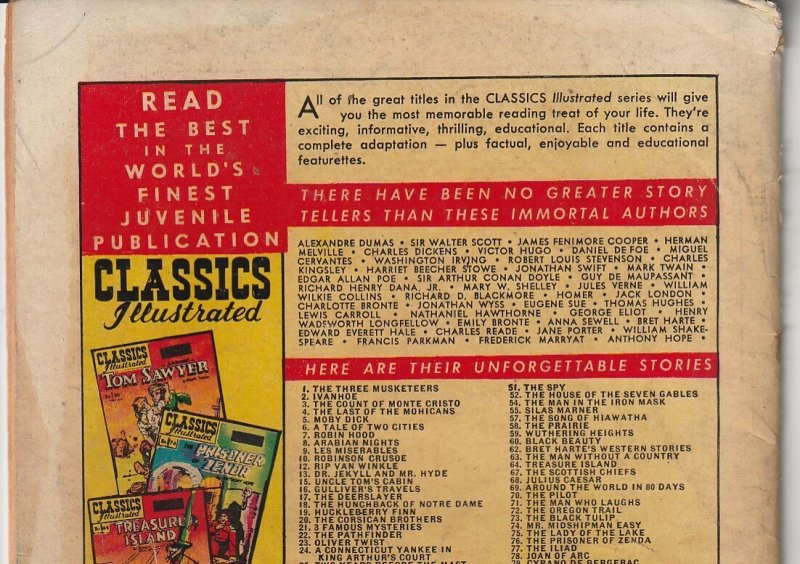 READ
THE BEST
IN THE
WORLD'S
FINEST
JUVENILE
PUBLICATION
CLASSICS
Illustrated
CLASSICS
Illustrated
TOM SAWYER
CLASSICS
Illustrated
THE
PRISONER
OF
ZENDA
CLASSICS
Illustrated
TREASURE
ISLAND
All of the great titles in the CLASSICS Illustrated series will give
you the most memorable reading treat of your life. They're
exciting, informative, thrilling, educational. Each title contains a
complete adaptation — plus factual, enjoyable and educational
featurettes.
THERE HAVE BEEN NO GREATER STORY
TELLERS THAN THESE IMMORTAL AUTHORS
ALEXANDRE DUMAS • SIR WALTER SCOTT • JAMES FENIMORE COOPER • HERMAN
MELVILLE • CHARLES DICKENS • VICTOR HUGO • DANIEL DE FOE • MIGUEL
CERVANTES • WASHINGTON IRVING • ROBERT LOUIS STEVENSON • CHARLES
KINGSLEY • HARRIET BEECHER STOWE • JONATHAN SWIFT • MARK TWAIN •
EDGAR ALLAN POE • SIR ARTHUR CONAN DOYLE • GUY DE MAUPASSANT •
RICHARD HENRY DANA, JR. • MARY W. SHELLEY • JULES VERNE • WILLIAM
WILKIE COLLINS • RICHARD D. BLACKMORE • HOMER • JACK LONDON •
CHARLOTTE BRONTE • JONATHAN WYSS • EUGENE SUE • THOMAS HUGHES •
LEWIS CARROLL • NATHANIEL HAWTHORNE • GEORGE ELIOT • HENRY
WADSWORTH LONGFELLOW • EMILY BRONTE • ANNA SEWELL • BRET HARTE •
EDWARD EVERETT HALE • CHARLES READE • JANE PORTER • WILLIAM SHAKE-
SPEARE • FRANCIS PARKMAN • FREDERICK MARRYAT • ANTHONY HOPE •
HERE ARE THEIR UNFORGETTABLE STORIES
1. THE THREE MUSKETEERS
2. IVANHOE
3. THE COUNT OF MONTE CRISTO
4. THE LAST OF THE MOHICANS
5. MOBY DICK
6. A TALE OF TWO CITIES
7. ROBIN HOOD
8. ARABIAN NIGHTS
9. LES MISERABLES
10. ROBINSON CRUSOE
12. RIP VAN WINKLE
13. DR. JEKYLL AND MR. HYDE
15. UNCLE TOM'S CABIN
16. GULLIVER'S TRAVELS
17. THE DEERSLAYER
18. THE HUNCHBACK OF NOTRE DAME
19. HUCKLEBERRY FINN
20. THE CORSICAN BROTHERS
21. 3 FAMOUS MYSTERIES
22. THE PATHFINDER
23. OLIVER TWIST
24. A CONNECTICUT YANKEE IN
KING ARTHUR'S COURT
25. TWO YEARS BEFORE THE MAST
51. THE SPY
52. THE HOUSE OF THE SEVEN GABLES
54. THE MAN IN THE IRON MASK
55. SILAS MARNER
57. THE SONG OF HIAWATHA
58. THE PRAIRIE
59. WUTHERING HEIGHTS
60. BLACK BEAUTY
62. BRET HARTE'S WESTERN STORIES
63. THE MAN WITHOUT A COUNTRY
64. TREASURE ISLAND
67. THE SCOTTISH CHIEFS
68. JULIUS CAESAR
69. AROUND THE WORLD IN 80 DAYS
70. THE PILOT
71. THE MAN WHO LAUGHS
72. THE OREGON TRAIL
73. THE BLACK TULIP
74. MR. MIDSHIPMAN EASY
75. THE LADY OF THE LAKE
76. THE PRISONER OF ZENDA
77. THE ILIAD
78. JOAN OF ARC
79. CYRANO DE BERGERAC